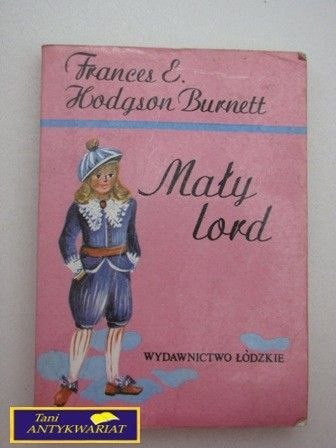 Frances E.
Hodgson Burnett
Mały
lord
WYDAWNICTWO ŁÓDZKIE
Tani
ANTYKWARIAT